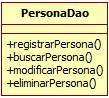 PersonaDao
+registrarPersona()
+buscarPersona()
+modificarPersona()
+eliminarPersona()